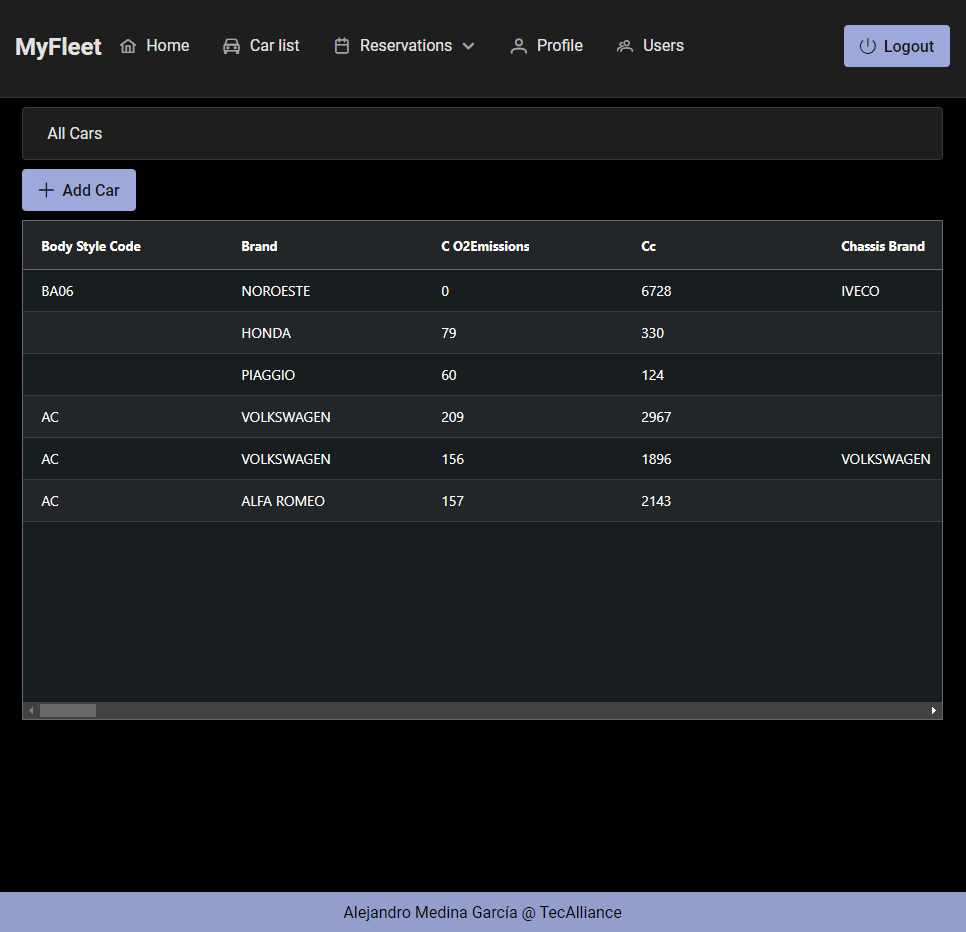 MyFleet Home Car list Reservations Profile Users Logout
All Cars
Add Car
Body Style Code Brand C O2Emissions Cc Chassis Brand
BA06 NOROESTE 0 6728 IVECO
HONDA 79 330
PIAGGIO 60 124
AC VOLKSWAGEN 209 2967
AC VOLKSWAGEN 156 1896 VOLKSWAGEN
AC ALFA ROMEO 157 2143
Alejandro Medina García @ TecAlliance